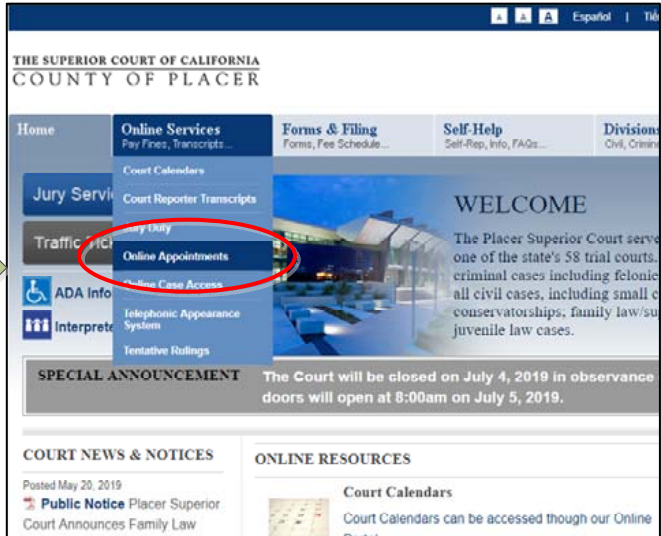 A A A Español | Tiế
THE SUPERIOR COURT OF CALIFORNIA
COUNTY OF PLACER
Home Online Services Forms & Filing Self-Help Divisions
Pay Fines, Transcripts... Forms, Fee Schedule... Self-Rep, Info, FAQs... Civil, Crimin
Court Calendars
Jury Servi Court Reporter Transcripts
WELCOME
Jury Duty
Traffic Tick Online Appointments
The Placer Superior Court serve
one of the state's 58 trial courts.
criminal cases including felonie
ADA Info Online Case Access
all civil cases, including small c
conservatorships; family law/su
Interprete Telephonic Appearance
System
juvenile law cases.
Tentative Rulings
SPECIAL ANNOUNCEMENT The Court will be closed on July 4, 2019 in observance
doors will open at 8:00am on July 5, 2019.
COURT NEWS & NOTICES
Posted May 20, 2019
Public Notice Placer Superior
Court Announces Family Law
ONLINE RESOURCES
Court Calendars
Court Calendars can be accessed though our Online